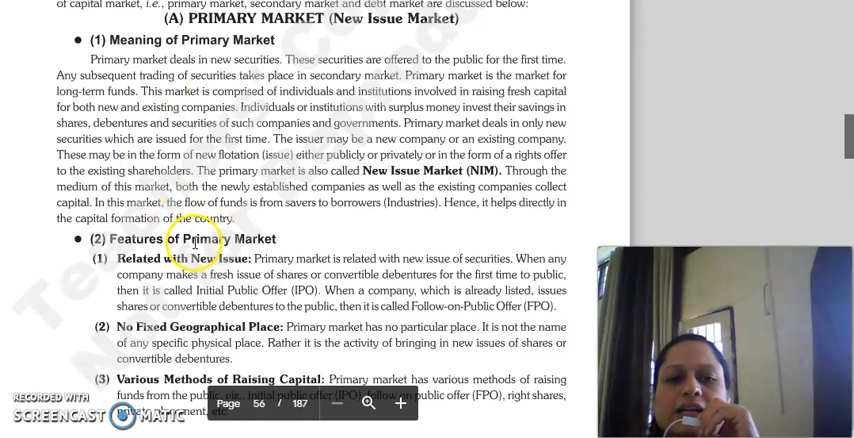 of capital market, i.e., primary market, secondary market and debt market are discussed below:
(A) PRIMARY MARKET (New Issue Market)
● (1) Meaning of Primary Market
Primary market deals in new securities. These securities are offered to the public for the first time.
Any subsequent trading of securities takes place in secondary market. Primary market is the market for
long-term funds. This market is comprised of individuals and institutions involved in raising fresh capital
for both new and existing companies. Individuals or institutions with surplus money invest their savings in
shares, debentures and securities of such companies and governments. Primary market deals in only new
securities which are issued for the first time. The issuer may be a new company or an existing company.
These may be in the form of new flotation (issue) either publicly or privately or in the form of a rights offer
to the existing shareholders. The primary market is also called New Issue Market (NIM). Through the
medium of this market, both the newly established companies as well as the existing companies collect
capital. In this market, the flow of funds is from savers to borrowers (Industries). Hence, it helps directly in
the capital formation of the country.
● (2) Features of Primary Market
(1) Related with New Issue: Primary market is related with new issue of securities. When any
company makes a fresh issue of shares or convertible debentures for the first time to public,
then it is called Initial Public Offer (IPO). When a company, which is already listed, issues
shares or convertible debentures to the public, then it is called Follow-on-Public Offer (FPO).
(2) No Fixed Geographical Place: Primary market has no particular place. It is not the name
of any specific physical place. Rather it is the activity of bringing in new issues of shares or
convertible debentures.
(3) Various Methods of Raising Capital: Primary market has various methods of raising
funds from the public, viz., initial public offer (IPO), follow on public offer (FPO), right shares,
private placement, etc.
Page 56 / 187
RECORDED WITH
SCREENCAST MATIC